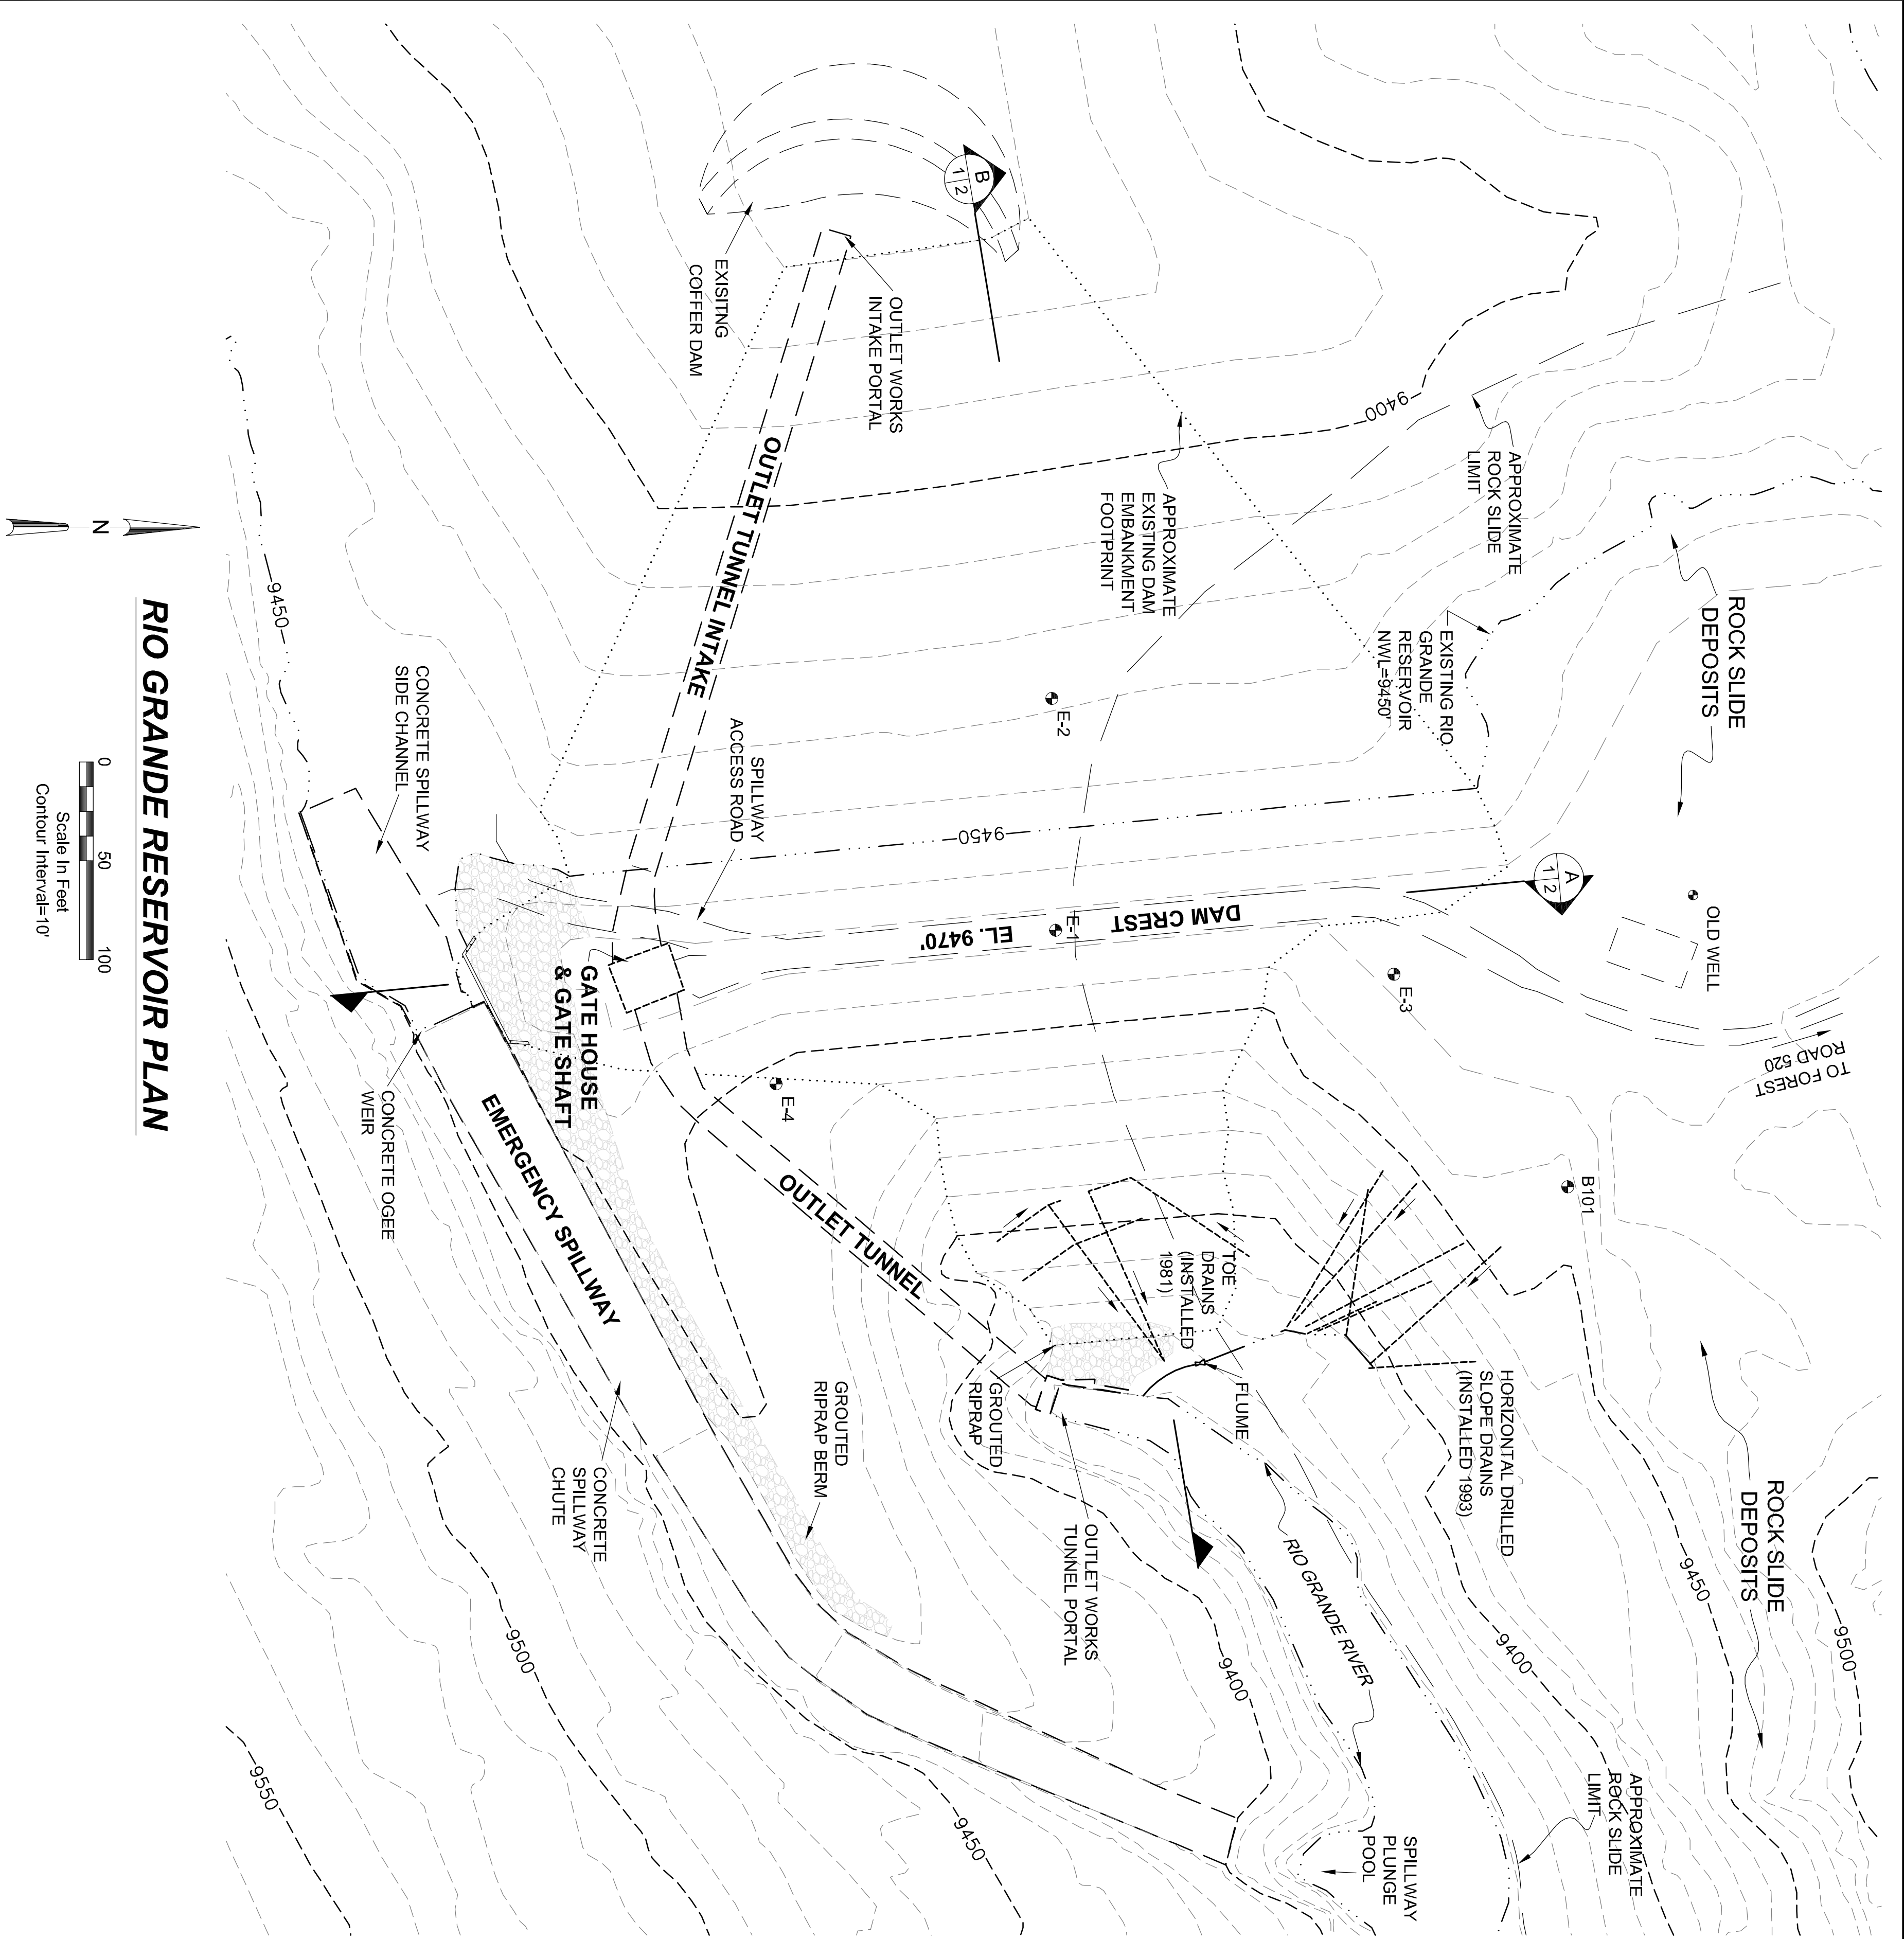 ROCK SLIDE
DEPOSITS
OLD WELL
TO FOREST
ROAD 520
APPROXIMATE
ROCK SLIDE
LIMIT
EXISTING RIO
GRANDE
RESERVOIR
NWL=9450'
9400
A
1
2
E-3
B101
ROCK SLIDE
DEPOSITS
9500
9450
9400
APPROXIMATE
ROCK SLIDE
LIMIT
HORIZONTAL DRILLED
SLOPE DRAINS
(INSTALLED 1993)
APPROXIMATE
EXISTING DAM
EMBANKMENT
FOOTPRINT
B
1
2
E-2
9450
DAM CREST
EL. 9470'
E-1
TOE
DRAINS
(INSTALLED
1981)
FLUME
RIO GRANDE RIVER
SPILLWAY
PLUNGE
POOL
9400
GROUTED
RIPRAP
OUTLET WORKS
TUNNEL PORTAL
OUTLET WORKS
INTAKE PORTAL
EXISITNG
COFFER DAM
OUTLET TUNNEL INTAKE
SPILLWAY
ACCESS ROAD
E-4
OUTLET TUNNEL
GROUTED
RIPRAP BERM
GATE HOUSE
& GATE SHAFT
EMERGENCY SPILLWAY
CONCRETE
SPILLWAY
CHUTE
CONCRETE SPILLWAY
SIDE CHANNEL
CONCRETE OGEE
WEIR
9450
9500
9450
9550
N
RIO GRANDE RESERVOIR PLAN
0
50
100
Scale In Feet
Contour Interval=10'